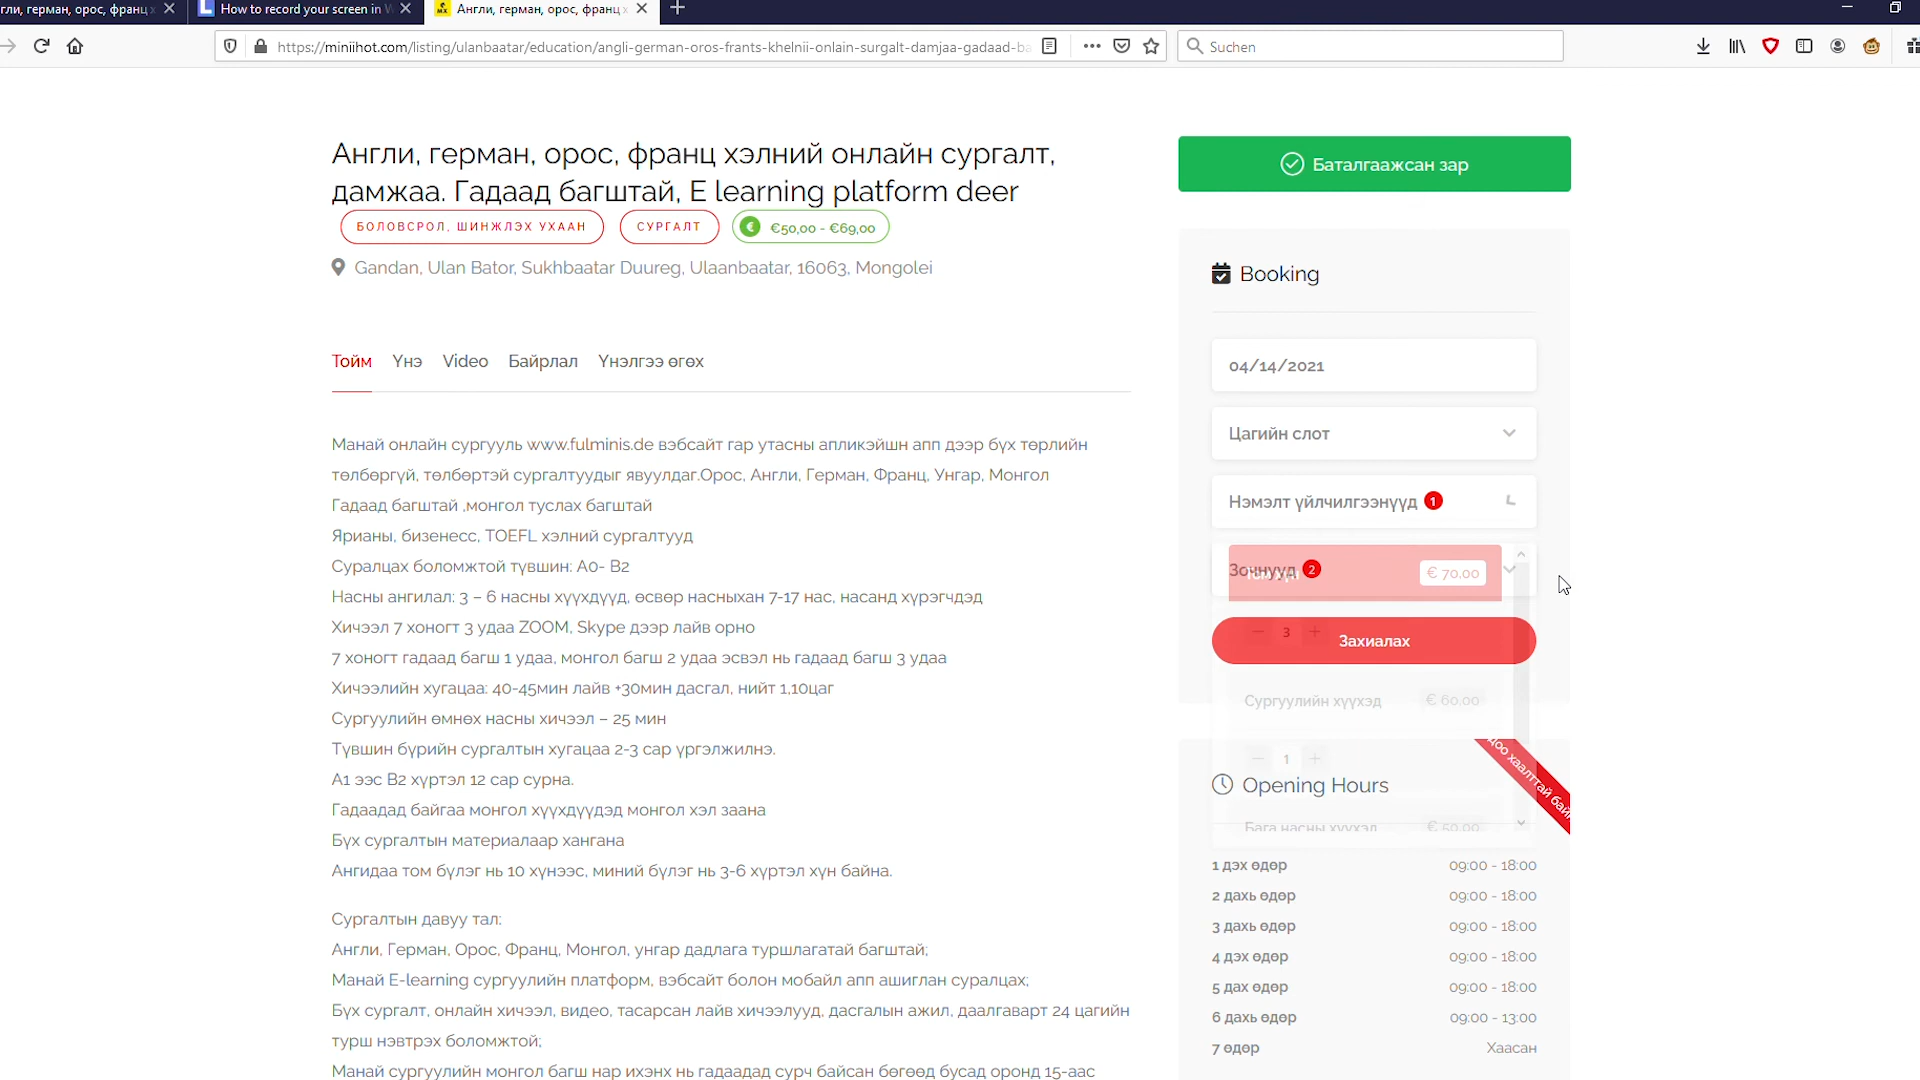 гли, герман, орос, франц х
How to record your screen in W
Англи, герман, орос, франц х
https://miniihot.com/listing/ulanbaatar/education/angli-german-oros-frants-khelnii-onlain-surgalt-damjaa-gadaad-ba
Suchen
Англи, герман, орос, франц хэлний онлайн сургалт,
дамжаа. Гадаад багштай, E learning platform deer
БОЛОВСРОЛ, ШИНЖЛЭХ УХААН
СУРГАЛТ
€50,00 - €69,00
Gandan, Ulan Bator, Sukhbaatar Duureg, Ulaanbaatar, 16063, Mongolei
Тойм Үнэ Video Байрлал Үнэлгээ өгөх
Манай онлайн сургууль www.fulminis.de вэбсайт гар утасны апликэйшн апп дээр бүх төрлийн
төлбөргүй, төлбөртэй сургалтуудыг явуулдаг.Орос, Англи, Герман, Франц, Унгар, Монгол
Гадаад багштай ,монгол туслах багштай
Ярианы, бизенесс, TOEFL хэлний сургалтууд
Суралцах боломжтой түвшин: A0- B2
Насны ангилал: 3 – 6 насны хүүхдүүд, өсвөр насныхан 7-17 нас, насанд хүрэгчдэд
Хичээл 7 хоногт 3 удаа ZOOM, Skype дээр лайв орно
7 хоногт гадаад багш 1 удаа, монгол багш 2 удаа эсвэл нь гадаад багш 3 удаа
Хичээлийн хугацаа: 40-45мин лайв +30мин дасгал, нийт 1,10цаг
Сургуулийн өмнөх насны хичээл – 25 мин
Түвшин бүрийн сургалтын хугацаа 2-3 сар үргэлжилнэ.
A1 ээс B2 хүртэл 12 сар сурна.
Гадаадад байгаа монгол хүүхдүүдэд монгол хэл заана
Бүх сургалтын материалаар хангана
Ангидаа том бүлэг нь 10 хүнээс, миний бүлэг нь 3-6 хүртэл хүн байна.
Сургалтын давуу тал:
Англи, Герман, Орос, Франц, Монгол, унгар дадлага туршлагатай багштай;
Манай E-learning сургуулийн платформ, вэбсайт болон мобайл апп ашиглан суралцах;
Бүх сургалт, онлайн хичээл, видео, тасарсан лайв хичээлууд, дасгалын ажил, даалгаварт 24 цагийн
турш нэвтрэх боломжтой;
Манай сургуулийн монгол багш нар ихэнх нь гадаадад сурч байсан бөгөөд бусад оронд 15-аас
Баталгаажсан зар
Booking
04/14/2021
Цагийн слот
Нэмэлт үйлчилгээнүүд 1
Зочнууд 2
€ 70,00
3
Захиалах
Сургуулийн хүүхэд € 60,00
1
Opening Hours
хаалттай
Бага насны хүүхэд € 50,00
1 дэх өдөр 09:00 - 18:00
2 дахь өдөр 09:00 - 18:00
3 дахь өдөр 09:00 - 18:00
4 дэх өдөр 09:00 - 18:00
5 дах өдөр 09:00 - 18:00
6 дахь өдөр 09:00 - 13:00
7 өдөр Хаасан